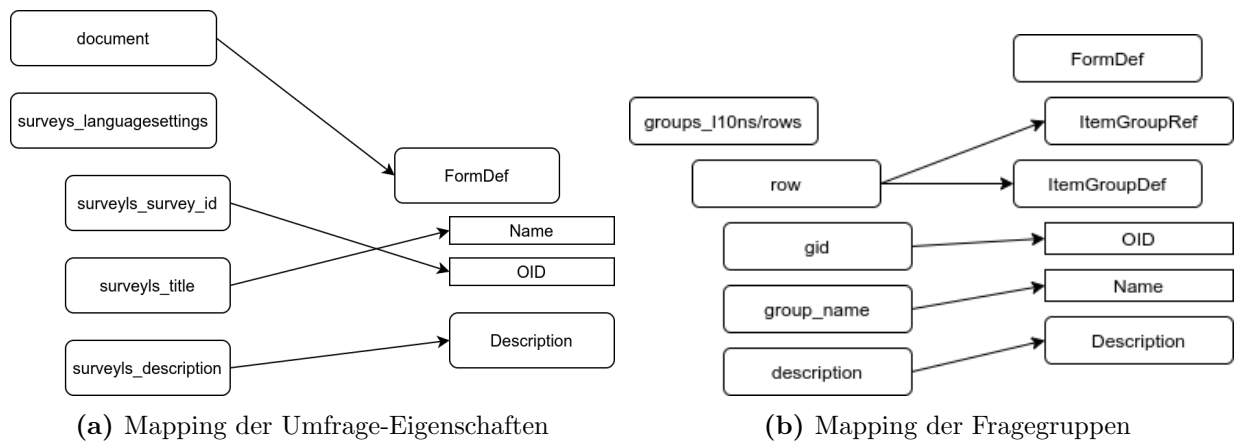 document
surveys_languagesettings
surveyls_survey_id
surveyls_title
surveyls_description
FormDef
Name
OID
Description
(a) Mapping der Umfrage-Eigenschaften
groups_l10ns/rows
row
gid
group_name
description
FormDef
ItemGroupRef
ItemGroupDef
OID
Name
Description
(b) Mapping der Fragegruppen